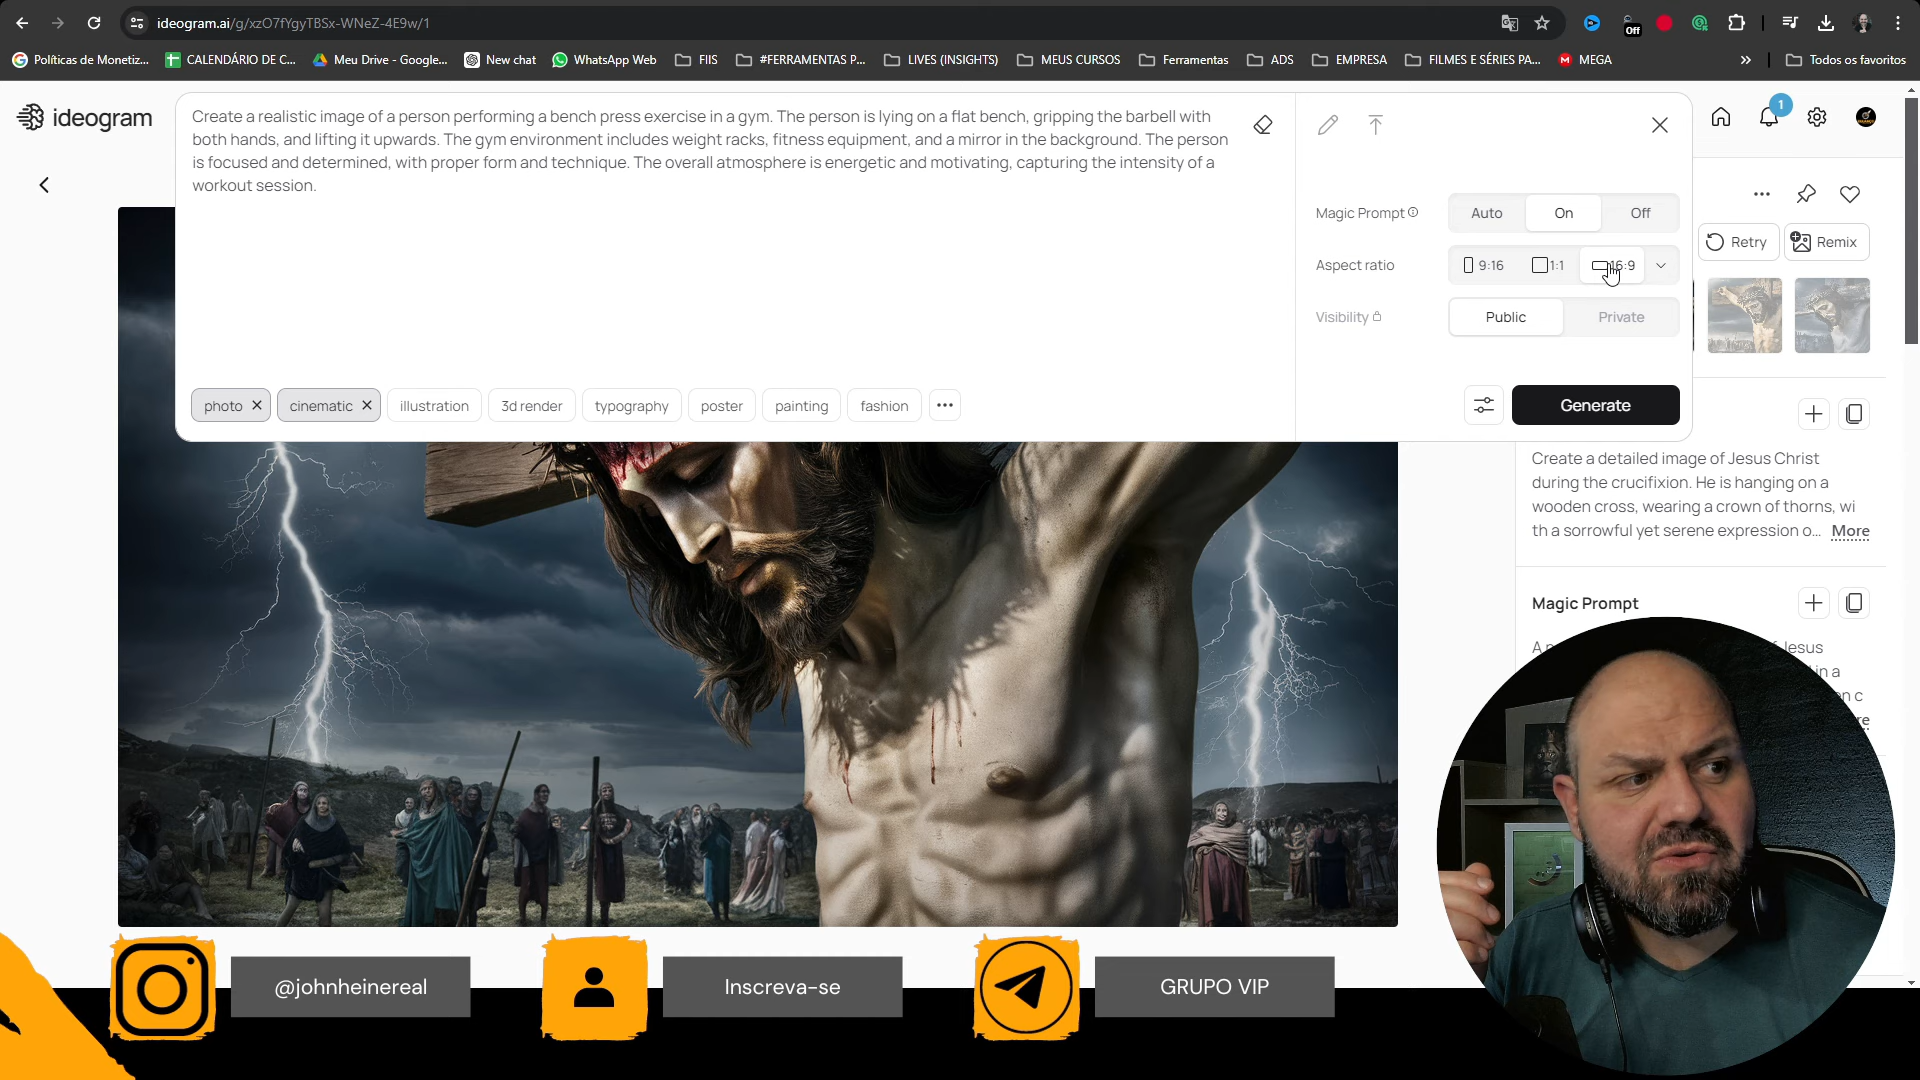 ideogram.ai/g/xzO7fYgyTBSx-WNeZ-4E9w/1
Off
Políticas de Monetiz...
CALENDÁRIO DE C...
Meu Drive - Google...
New chat
WhatsApp Web
FIIS
#FERRAMENTAS P...
LIVES (INSIGHTS)
MEUS CURSOS
Ferramentas
ADS
EMPRESA
FILMES E SÉRIES PA...
MEGA
»
Todos os favoritos
ideogram
1
Create a realistic image of a person performing a bench press exercise in a gym. The person is lying on a flat bench, gripping the barbell with
both hands, and lifting it upwards. The gym environment includes weight racks, fitness equipment, and a mirror in the background. The person
is focused and determined, with proper form and technique. The overall atmosphere is energetic and motivating, capturing the intensity of a
workout session.
Magic Prompt
Auto
On
Off
Aspect ratio
9:16
1:1
16:9
Visibility
Public
Private
Retry
Remix
photo
cinematic
illustration
3d render
typography
poster
painting
fashion
Generate
Create a detailed image of Jesus Christ
during the crucifixion. He is hanging on a
wooden cross, wearing a crown of thorns, wi
th a sorrowful yet serene expression o... More
Magic Prompt
Jesus
in a
@johnheinereal
Inscreva-se
GRUPO VIP